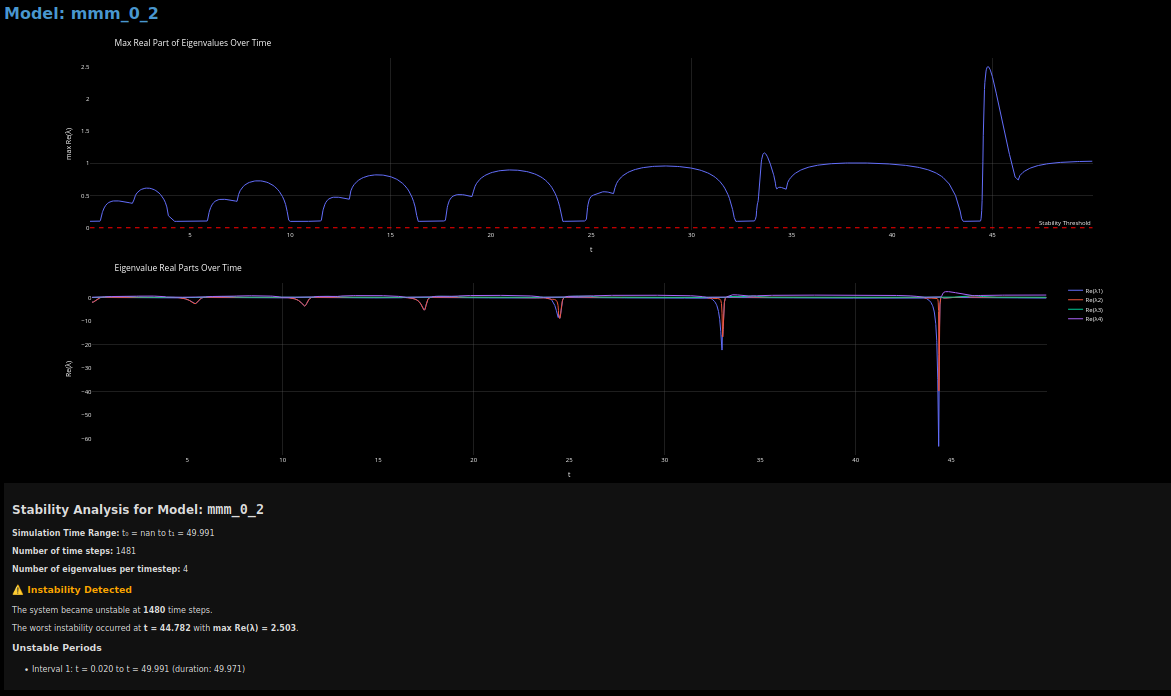 Model: mmm_0_2
Max Real Part of Eigenvalues Over Time
2.5
2
1.5
1
0.5
0
max Re(λ)
Stability Threshold
5 10 15 20 25 30 35 40 45
t
Eigenvalue Real Parts Over Time
0
−10
−20
−30
−40
−50
−60
Re(λ)
Re(λ1)
Re(λ2)
Re(λ3)
Re(λ4)
5 10 15 20 25 30 35 40 45
t
Stability Analysis for Model: mmm_0_2
Simulation Time Range: t₀ = nan to t₁ = 49.991
Number of time steps: 1481
Number of eigenvalues per timestep: 4
⚠ Instability Detected
The system became unstable at 1480 time steps.
The worst instability occurred at t = 44.782 with max Re(λ) = 2.503.
Unstable Periods
• Interval 1: t = 0.020 to t = 49.991 (duration: 49.971)